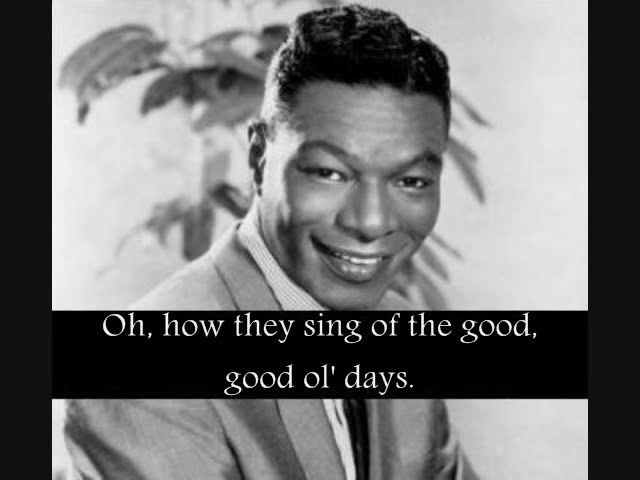 Oh, how they sing of the good,
good ol' days.